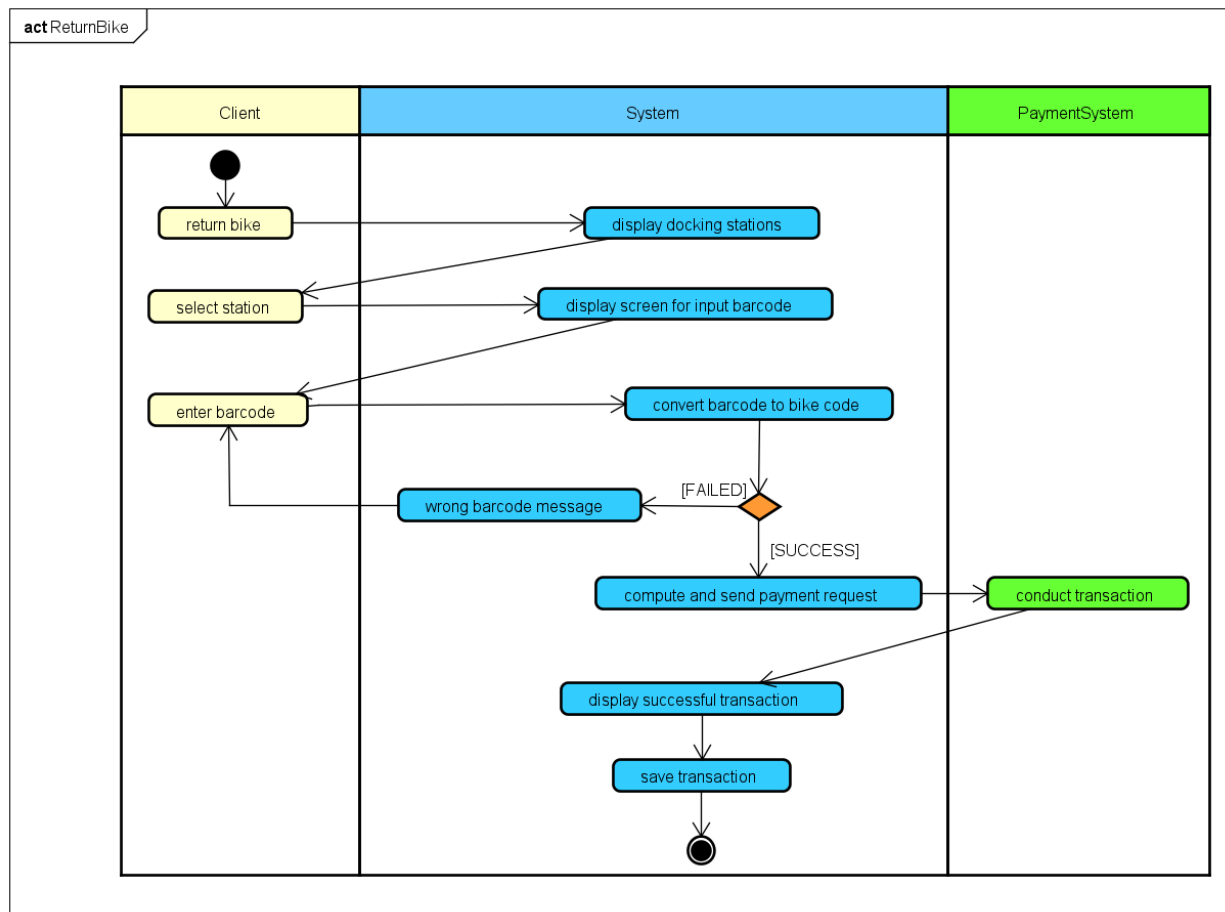 act ReturnBike
Client
System
PaymentSystem
return bike
display docking stations
select station
display screen for input barcode
enter barcode
convert barcode to bike code
[FAILED]
wrong barcode message
[SUCCESS]
compute and send payment request
conduct transaction
display successful transaction
save transaction